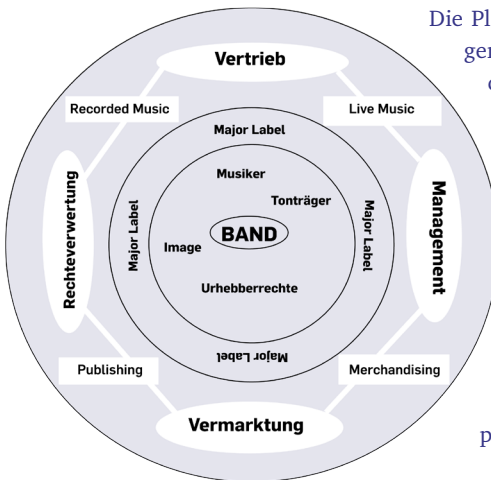 Die Pl
ger
Vertrieb
Recorded Music
Live Music
Major Label
Musiker
Tonträger
BAND
Image
Urhebberrechte
Major Label
Major Label
Major Label
Rechteverwertung
Management
Publishing
Merchandising
Vermarktung
p